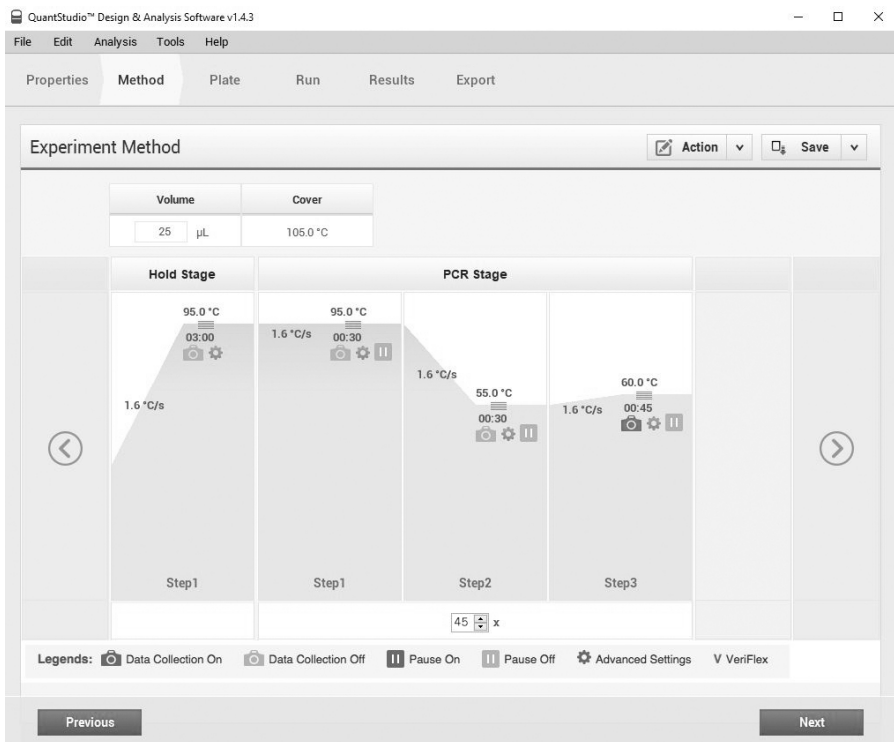 QuantStudio™ Design & Analysis Software v1.4.3
File Edit Analysis Tools Help
Properties Method Plate Run Results Export
Experiment Method
Action
Save
Volume Cover
25 µL 105.0 °C
Hold Stage PCR Stage
95.0 °C
03:00
1.6 °C/s
Step1
95.0 °C
1.6 °C/s
00:30
Step1
1.6 °C/s
55.0 °C
00:30
Step2
60.0 °C
1.6 °C/s
00:45
Step3
45 x
Legends: Data Collection On Data Collection Off Pause On Pause Off Advanced Settings V VeriFlex
Previous Next